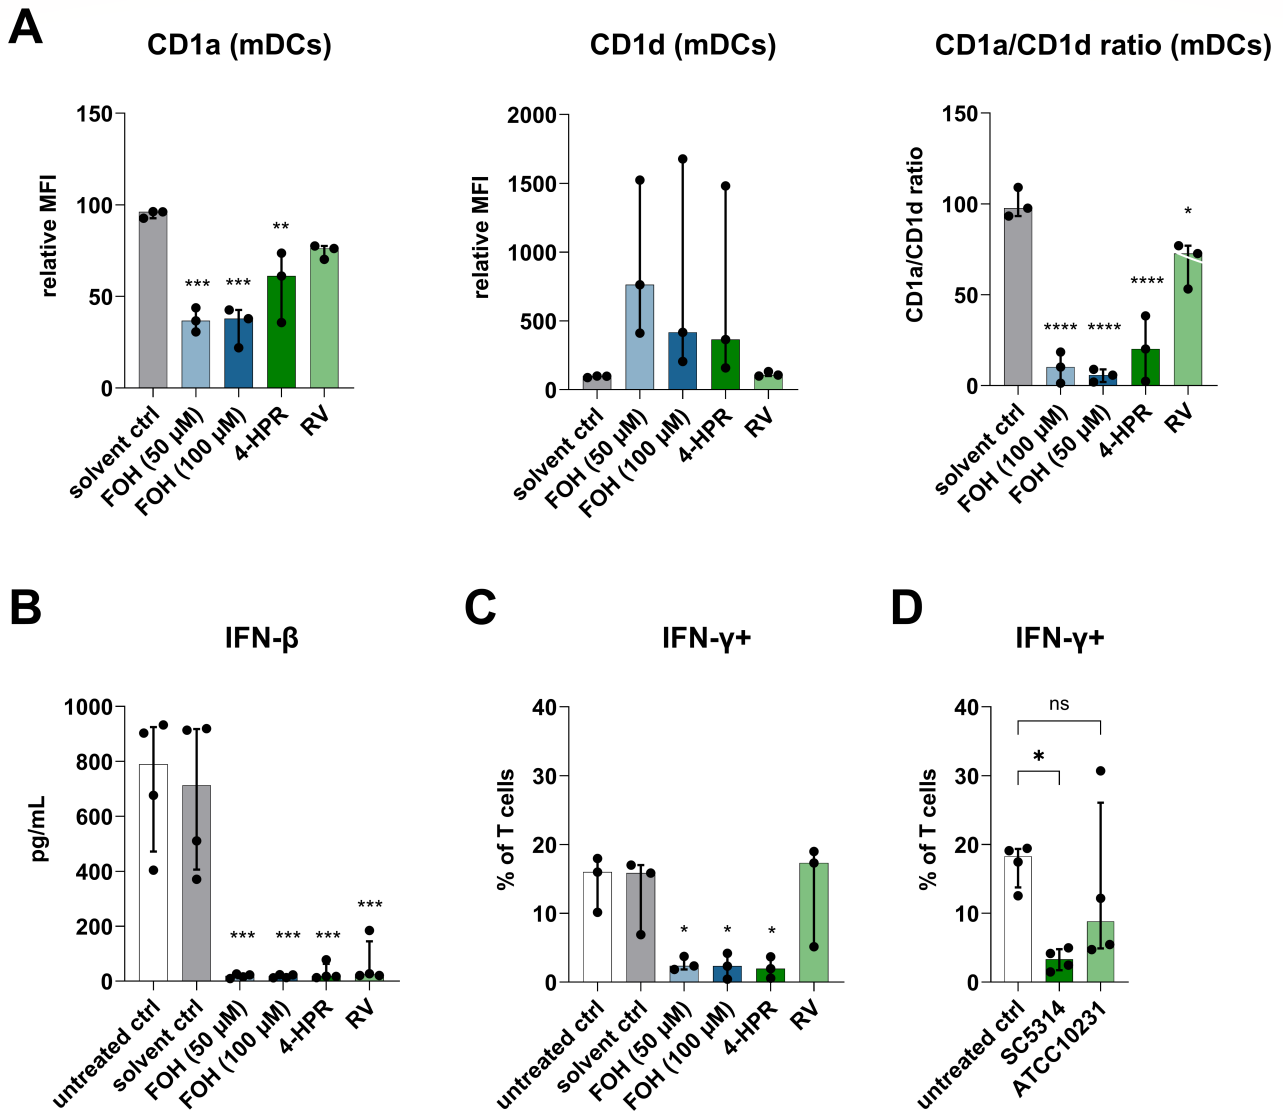 A
CD1a (mDCs)
CD1d (mDCs)
CD1a/CD1d ratio (mDCs)
relative MFI
150
100
50
0
***
***
**
solvent ctrl
FOH (50 µM)
FOH (100 µM)
4-HPR
RV
relative MFI
2000
1500
1000
500
0
solvent ctrl
FOH (50 µM)
FOH (100 µM)
4-HPR
RV
CD1a/CD1d ratio
150
100
50
0
****
****
****
*
solvent ctrl
FOH (100 µM)
FOH (50 µM)
4-HPR
RV
B
IFN-β
pg/mL
1000
800
600
400
200
0
***
***
***
***
untreated ctrl
solvent ctrl
FOH (50 µM)
FOH (100 µM)
4-HPR
RV
C
IFN-γ+
% of T cells
40
30
20
10
0
*
*
*
untreated ctrl
solvent ctrl
FOH (50 µM)
FOH (100 µM)
4-HPR
RV
D
IFN-γ+
% of T cells
40
30
20
10
0
ns
*
untreated ctrl
SC5314
ATCC10231